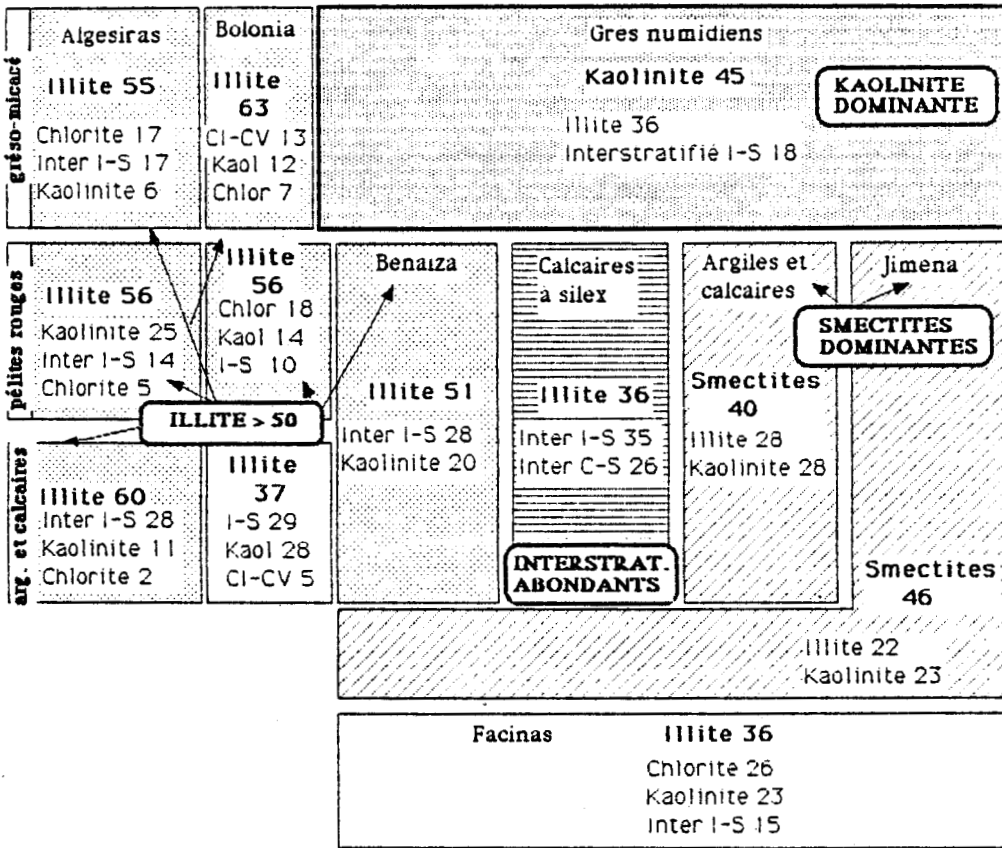 gréso-micacé
Algesiras
Illite 55
Chlorite 17
Inter I-S 17
Kaolinite 6
Bolonia
Illite
63
Cl-CV 13
Kaol 12
Chlor 7
Gres numidiens
Kaolinite 45
Illite 36
Interstratifié I-S 18
KAOLINITE
DOMINANTE
pélites rouges
Illite 56
Kaolinite 25
Inter I-S 14
Chlorite 5
Illite
56
Chlor 18
Kaol 14
I-S 10
ILLITE > 50
Benaiza
Illite 51
Inter I-S 28
Kaolinite 20
Calcaires
à silex
Illite 36
Inter I-S 35
Inter C-S 26
INTERSTRAT.
ABONDANTS
Argiles et
calcaires
Smectites
40
Illite 28
Kaolinite 28
Jimena
SMECTITES
DOMINANTES
Smectites
46
Illite 22
Kaolinite 23
arg. et calcaires
Illite 60
Inter I-S 28
Kaolinite 11
Chlorite 2
Illite
37
I-S 29
Kaol 28
Cl-CV 5
Facinas
Illite 36
Chlorite 26
Kaolinite 23
Inter I-S 15